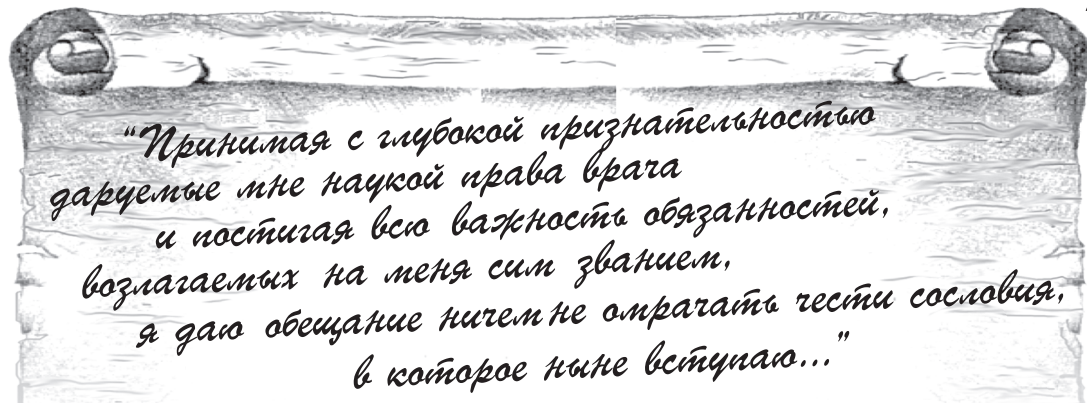 “Принимая с глубокой признательностью
даруемые мне наукой права врача
и постигая всю важность обязанностей,
возлагаемых на меня сим званием,
я даю обещание ничем не омрачать чести сословия,
в которое ныне вступаю...”